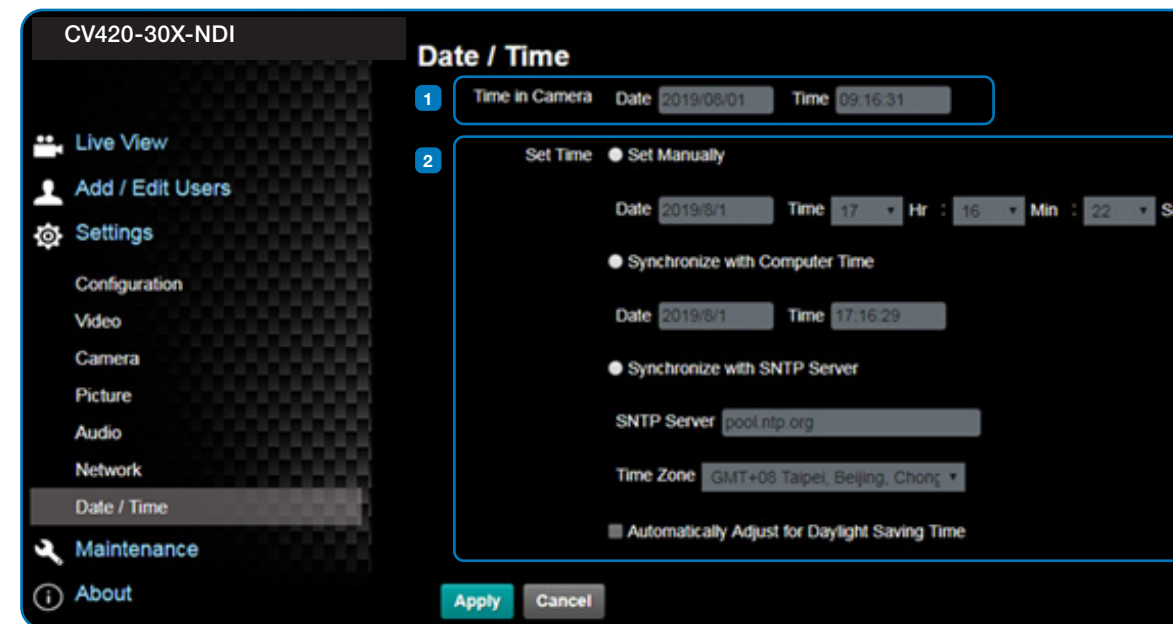 CV420-30X-NDI
Live View
Add / Edit Users
Settings
Configuration
Video
Camera
Picture
Audio
Network
Date / Time
Maintenance
About
Date / Time
1 Time in Camera Date 2019/08/01 Time 09:16:31
2 Set Time Set Manually
Date 2019/8/1 Time 17 Hr : 16 Min : 22 S
Synchronize with Computer Time
Date 2019/8/1 Time 17:16:29
Synchronize with SNTP Server
SNTP Server pool.ntp.org
Time Zone GMT+08 Taipei, Beijing, Chong
Automatically Adjust for Daylight Saving Time
Apply Cancel